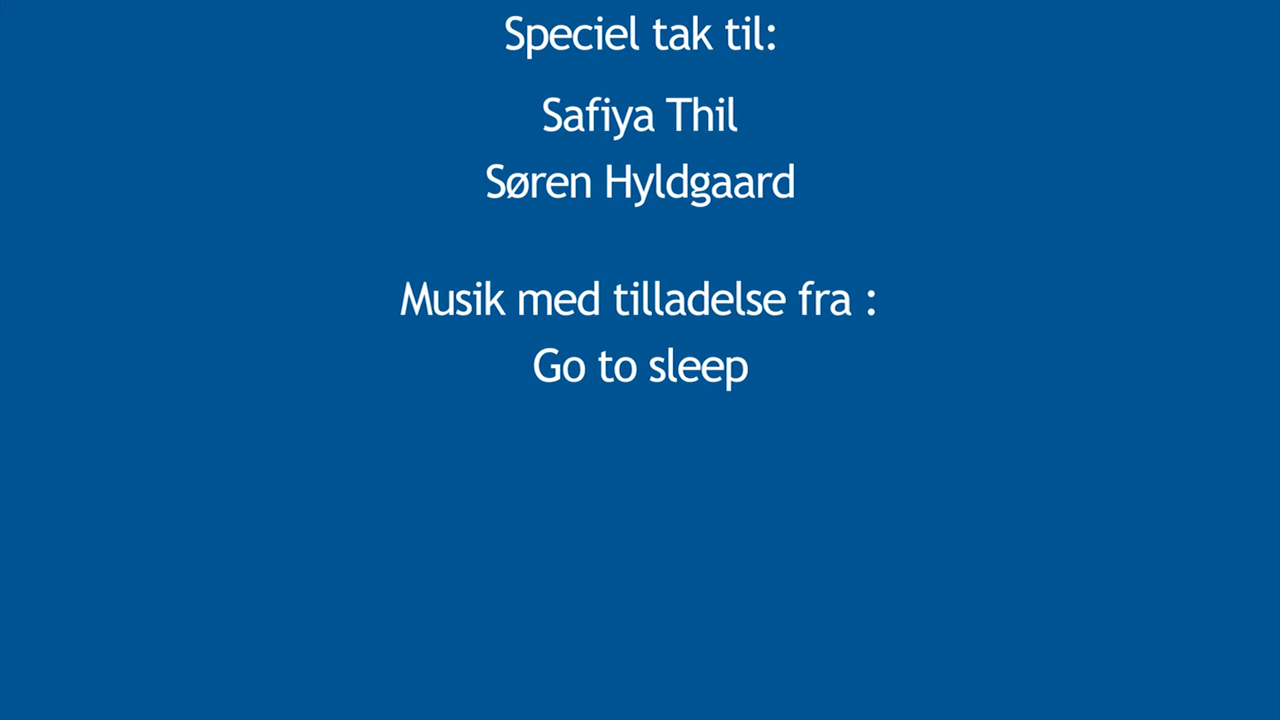 Speciel tak til:
Safiya Thil
Søren Hyldgaard
Musik med tilladelse fra :
Go to sleep